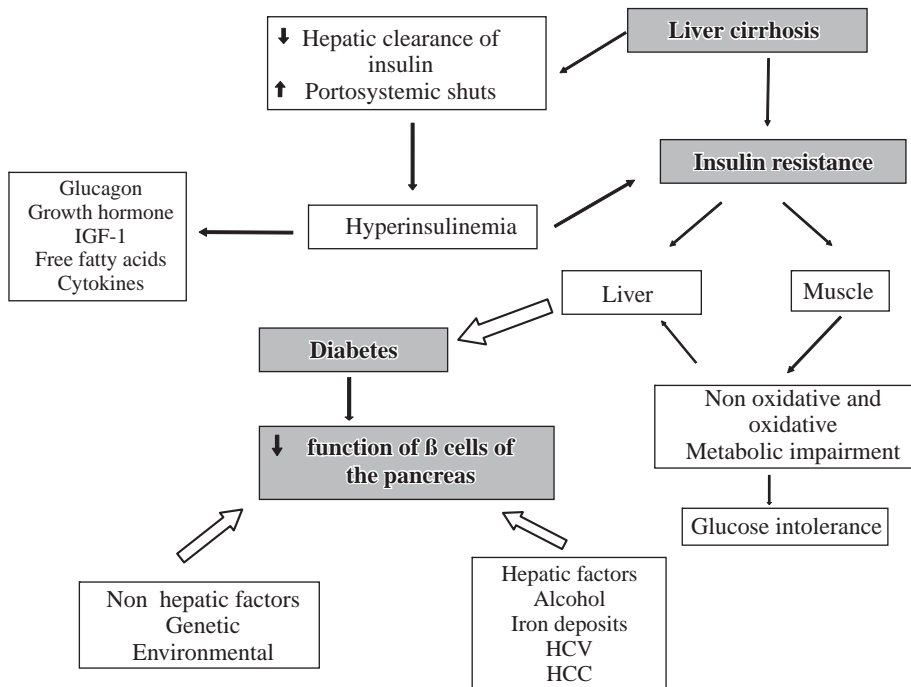 Liver cirrhosis
Hepatic clearance of
insulin
Portosystemic shuts
Insulin resistance
Glucagon
Growth hormone
IGF-1
Free fatty acids
Cytokines
Hyperinsulinemia
Liver
Muscle
Diabetes
Non oxidative and
oxidative
Metabolic impairment
function of ß cells of
the pancreas
Glucose intolerance
Non hepatic factors
Genetic
Environmental
Hepatic factors
Alcohol
Iron deposits
HCV
HCC